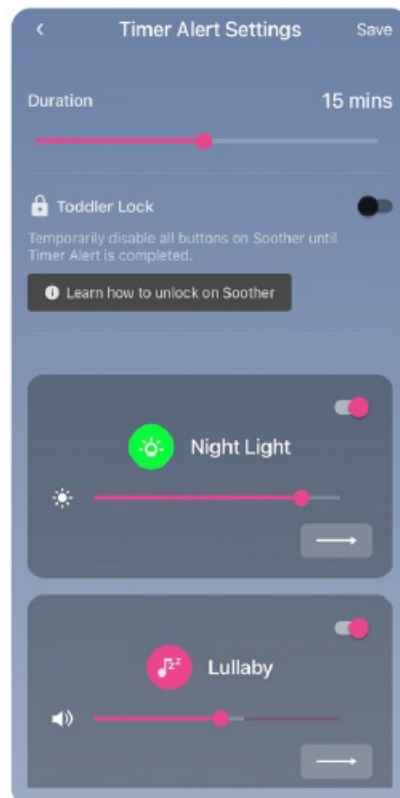 Timer Alert Settings Save
Duration 15 mins
Toddler Lock
Temporarily disable all buttons on Soother until
Timer Alert is completed.
Learn how to unlock on Soother
Night Light
Lullaby